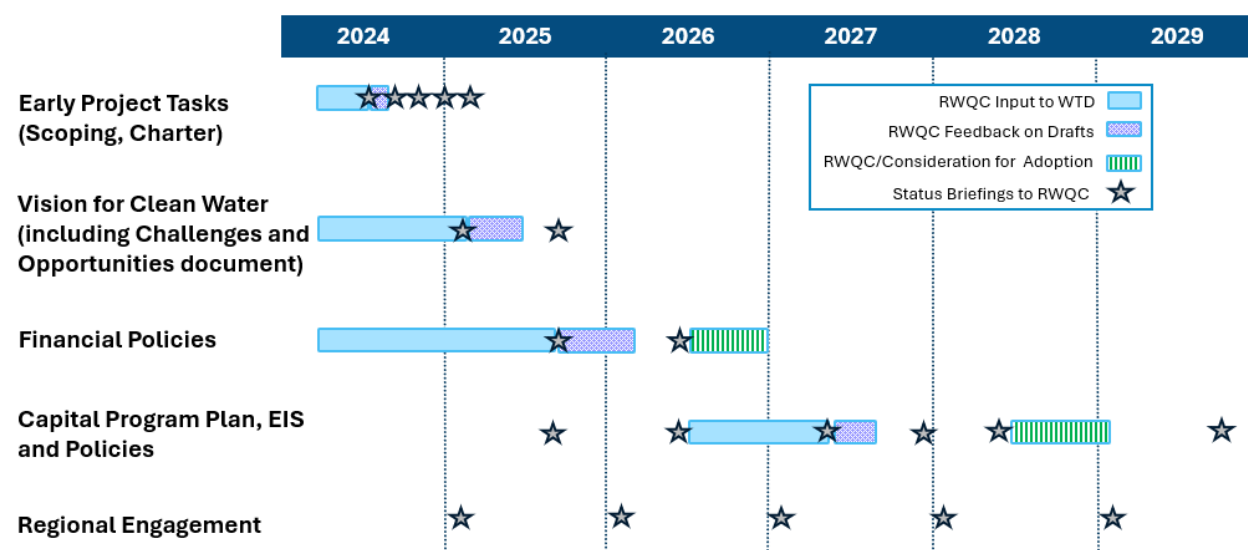 2024 2025 2026 2027 2028 2029
Early Project Tasks
(Scoping, Charter)
RWQC Input to WTD
RWQC Feedback on Drafts
RWQC/Consideration for Adoption
Status Briefings to RWQC
Vision for Clean Water
(including Challenges and
Opportunities document)
Financial Policies
Capital Program Plan, EIS
and Policies
Regional Engagement